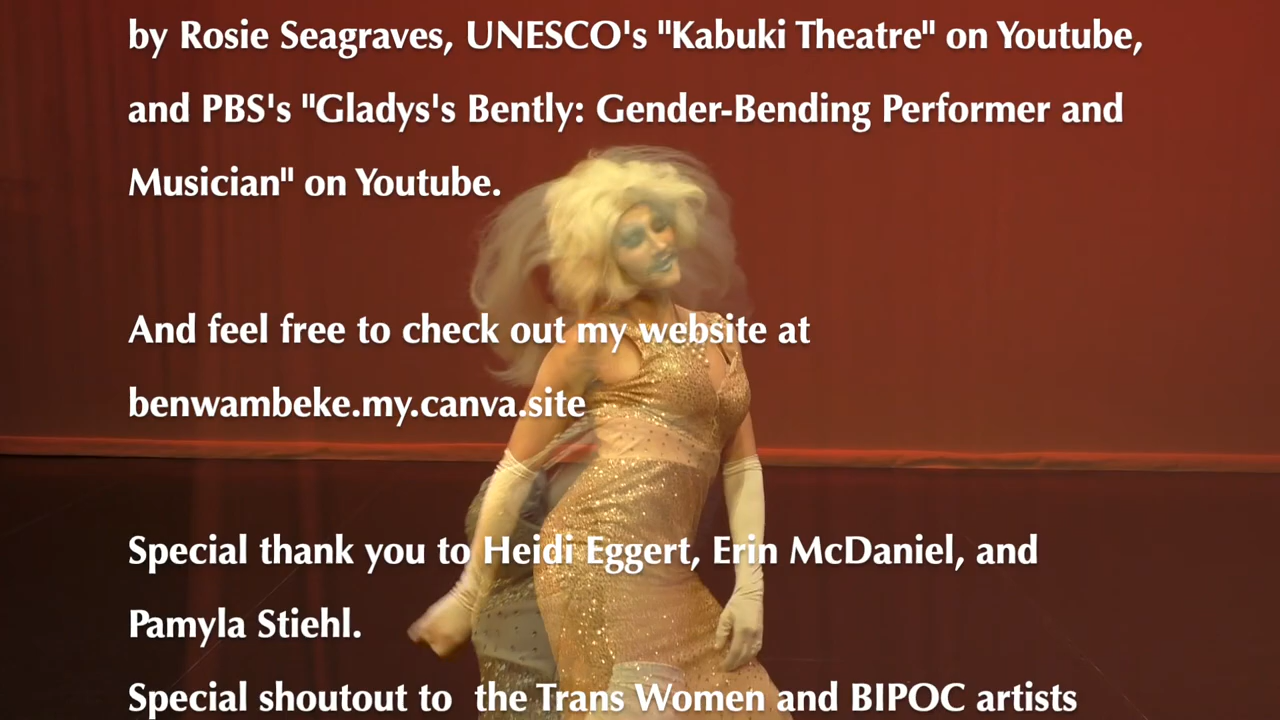 by Rosie Seagraves, UNESCO's "Kabuki Theatre" on Youtube,
and PBS's "Gladys's Bently: Gender-Bending Performer and
Musician" on Youtube.
And feel free to check out my website at
benwambeke.my.canva.site
Special thank you to Heidi Eggert, Erin McDaniel, and
Pamyla Stiehl.
Special shoutout to  the Trans Women and BIPOC artists